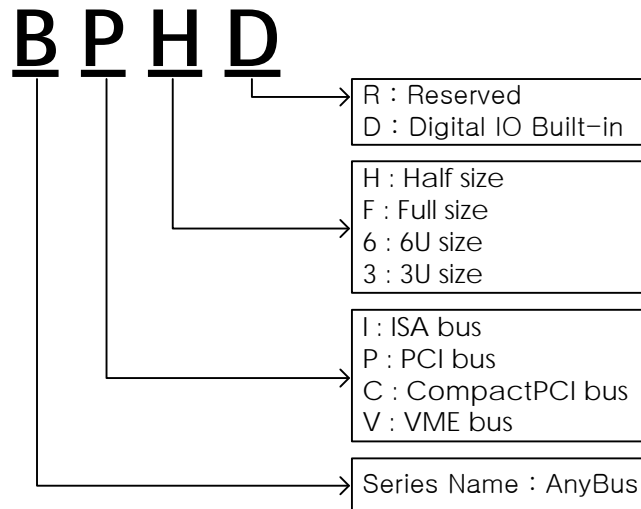 B P H D
R : Reserved
D : Digital IO Built-in
H : Half size
F : Full size
6 : 6U size
3 : 3U size
I : ISA bus
P : PCI bus
C : CompactPCI bus
V : VME bus
Series Name : AnyBus